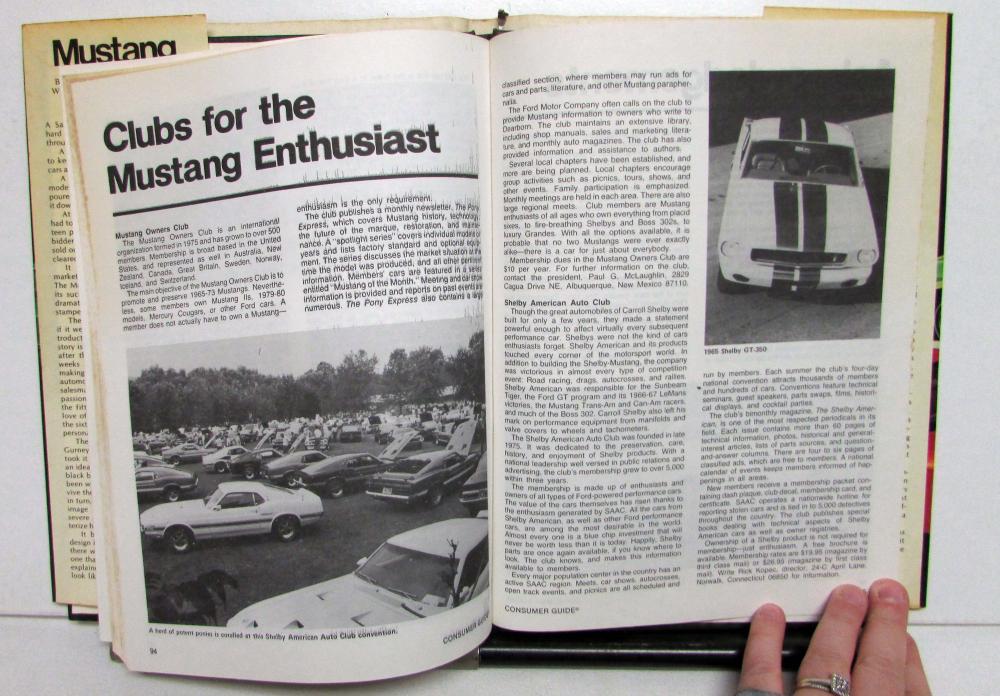 Mustang
Clubs for the
Mustang Enthusiast
Mustang Owners Club
The Mustang Owners Club is an international
organization formed in 1975 and has grown to over 500
members. Membership is broad based in the United
States, and represented as well in Australia, New
Zealand, Canada, Great Britain, Sweden, Norway,
Iceland, and Switzerland.
The main objective of the Mustang Owners Club is to
promote and preserve 1965-73 Mustangs. Neverthe-
less, some members own Mustang IIs, 1979-80
models, Mercury Cougars, or other Ford cars. A
member does not actually have to own a Mustang—
enthusiasm is the only requirement.
The club publishes a monthly newsletter, The Pony
Express, which covers Mustang history, technology,
the future of the marque, restoration, and
A "spotlight series" covers individual models
years and lists factory standard and optional
ment. The series discusses the market situation at the
time the model was produced, and all other
information. Members' cars are featured in a
entitled "Mustang of the Month." Meeting and
information is provided and reports on past events
numerous. The Pony Express also contains a large
A herd of potent ponies is corralled at this Shelby American Auto Club convention.
94
CONSUMER GUIDE
classified section, where members may run ads for
cars and parts, literature, and other Mustang parapher-
nalia.
The Ford Motor Company often calls on the club to
provide Mustang information to owners who write to
Dearborn. The club maintains an extensive library,
including shop manuals, sales and marketing litera-
ture, and monthly auto magazines. The club has also
provided information and assistance to authors.
Several local chapters have been established, and
more are being planned. Local chapters encourage
group activities such as picnics, tours, shows, and
other events. Family participation is emphasized.
Monthly meetings are held in each area. There are also
large regional meets. Club members are Mustang
enthusiasts of all ages who own everything from placid
sixes, to fire-breathing Shelbys and Boss 302s, to
luxury Grandes. With all the options available, it is
probable that no two Mustangs were ever exactly
alike—there is a car for just about everybody.
Membership dues in the Mustang Owners Club are
$10 per year. For further information on the club,
contact the president, Paul G. McLaughlin, 2829
Cagua Drive NE, Albuquerque, New Mexico 87110.
Shelby American Auto Club
Though the great automobiles of Carroll Shelby were
built for only a few years, they made a statement
powerful enough to affect virtually every subsequent
performance car. Shelbys were not the kind of cars
enthusiasts forget. Shelby American and its products
touched every corner of the motorsport world. In
addition to building the Shelby-Mustang, the company
was victorious in almost every type of competition
event: Road racing, drags, autocrosses, and rallies.
Shelby American was responsible for the Sunbeam
Tiger, the Ford GT program and its 1966-67 LeMans
victories, the Mustang Trans-Am and Can-Am racers,
and much of the Boss 302. Carroll Shelby also left his
mark on performance equipment from manifolds and
valve covers to wheels and tachometers.
The Shelby American Auto Club was founded in late
1975. It was dedicated to the preservation, care,
history, and enjoyment of Shelby products. With a
national leadership well versed in public relations and
advertising, the club's membership grew to over 5,000
within three years.
The membership is made up of enthusiasts and
owners of all types of Ford-powered performance cars.
The value of the cars themselves has risen thanks to
the enthusiasm generated by SAAC. All the cars from
Shelby American, as well as other Ford performance
cars, are among the most desirable in the world.
Almost every one is a blue chip investment that will
never be worth less than it is today. Happily, Shelby
parts are once again available, if you know where to
look. The club knows, and makes this information
available to members.
Every major population center in the country has an
active SAAC region. Meets, car shows, autocrosses,
open track events, and picnics are all scheduled and
CONSUMER GUIDE®
1965 Shelby GT-350
run by members. Each summer the club's four-day
national convention attracts thousands of members
and hundreds of cars. Conventions feature technical
seminars, guest speakers, parts swaps, films, histori-
cal displays, and cocktail parties.
The club's bimonthly magazine, The Shelby Amer-
ican, is one of the most respected periodicals in its
field. Each issue contains more than 60 pages of
technical information, photos, historical and general-
interest articles, lists of parts sources, and question-
and-answer columns. There are four to six pages of
classified ads, which are free to members. A national
calendar of events keeps members informed of hap-
penings in all areas.
New members receive a membership packet con-
taining dash plaque, club decal, membership card, and
certificate. SAAC operates a nationwide hotline for
reporting stolen cars and is tied in to 5,000 detectives
throughout the country. The club publishes special
books dealing with technical aspects of Shelby
American cars as well as owner registries.
Ownership of a Shelby product is not required for
membership—just enthusiasm. A free brochure is
available. Membership rates are $19.95 (magazine by
third class mail) or $26.95 (magazine by first class
mail). Write Rick Kopec, director, 24-C April Lane,
Norwalk, Connecticut 06850 for information.